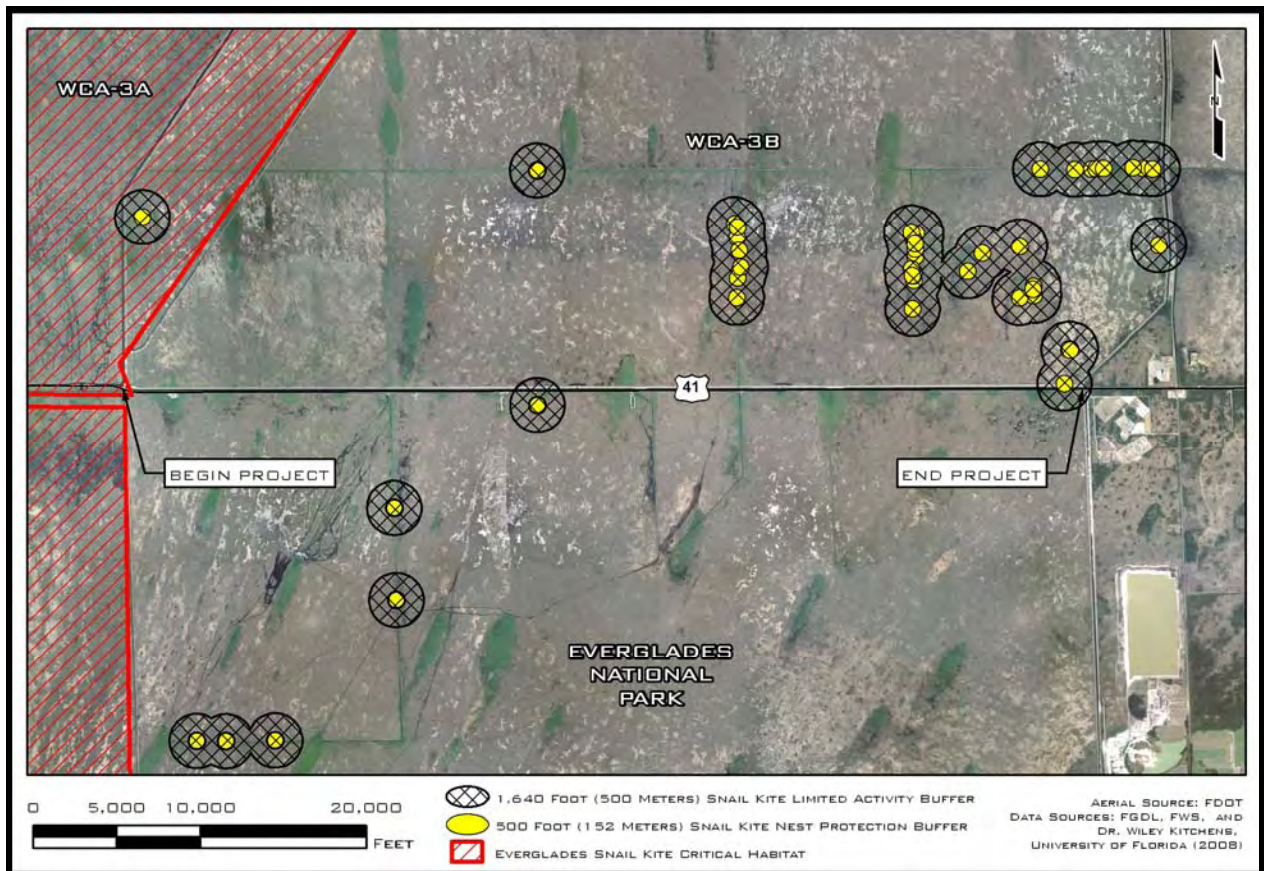 WCA-3A
WCA-3B
N
41
BEGIN PROJECT
END PROJECT
EVERGLADES
NATIONAL
PARK
0 5,000 10,000 20,000
FEET
1,640 FOOT (500 METERS) SNAIL KITE LIMITED ACTIVITY BUFFER
500 FOOT (152 METERS) SNAIL KITE NEST PROTECTION BUFFER
EVERGLADES SNAIL KITE CRITICAL HABITAT
AERIAL SOURCE: FDOT
DATA SOURCES: FGDL, FWS, AND
DR. WILEY KITCHENS,
UNIVERSITY OF FLORIDA (2008)